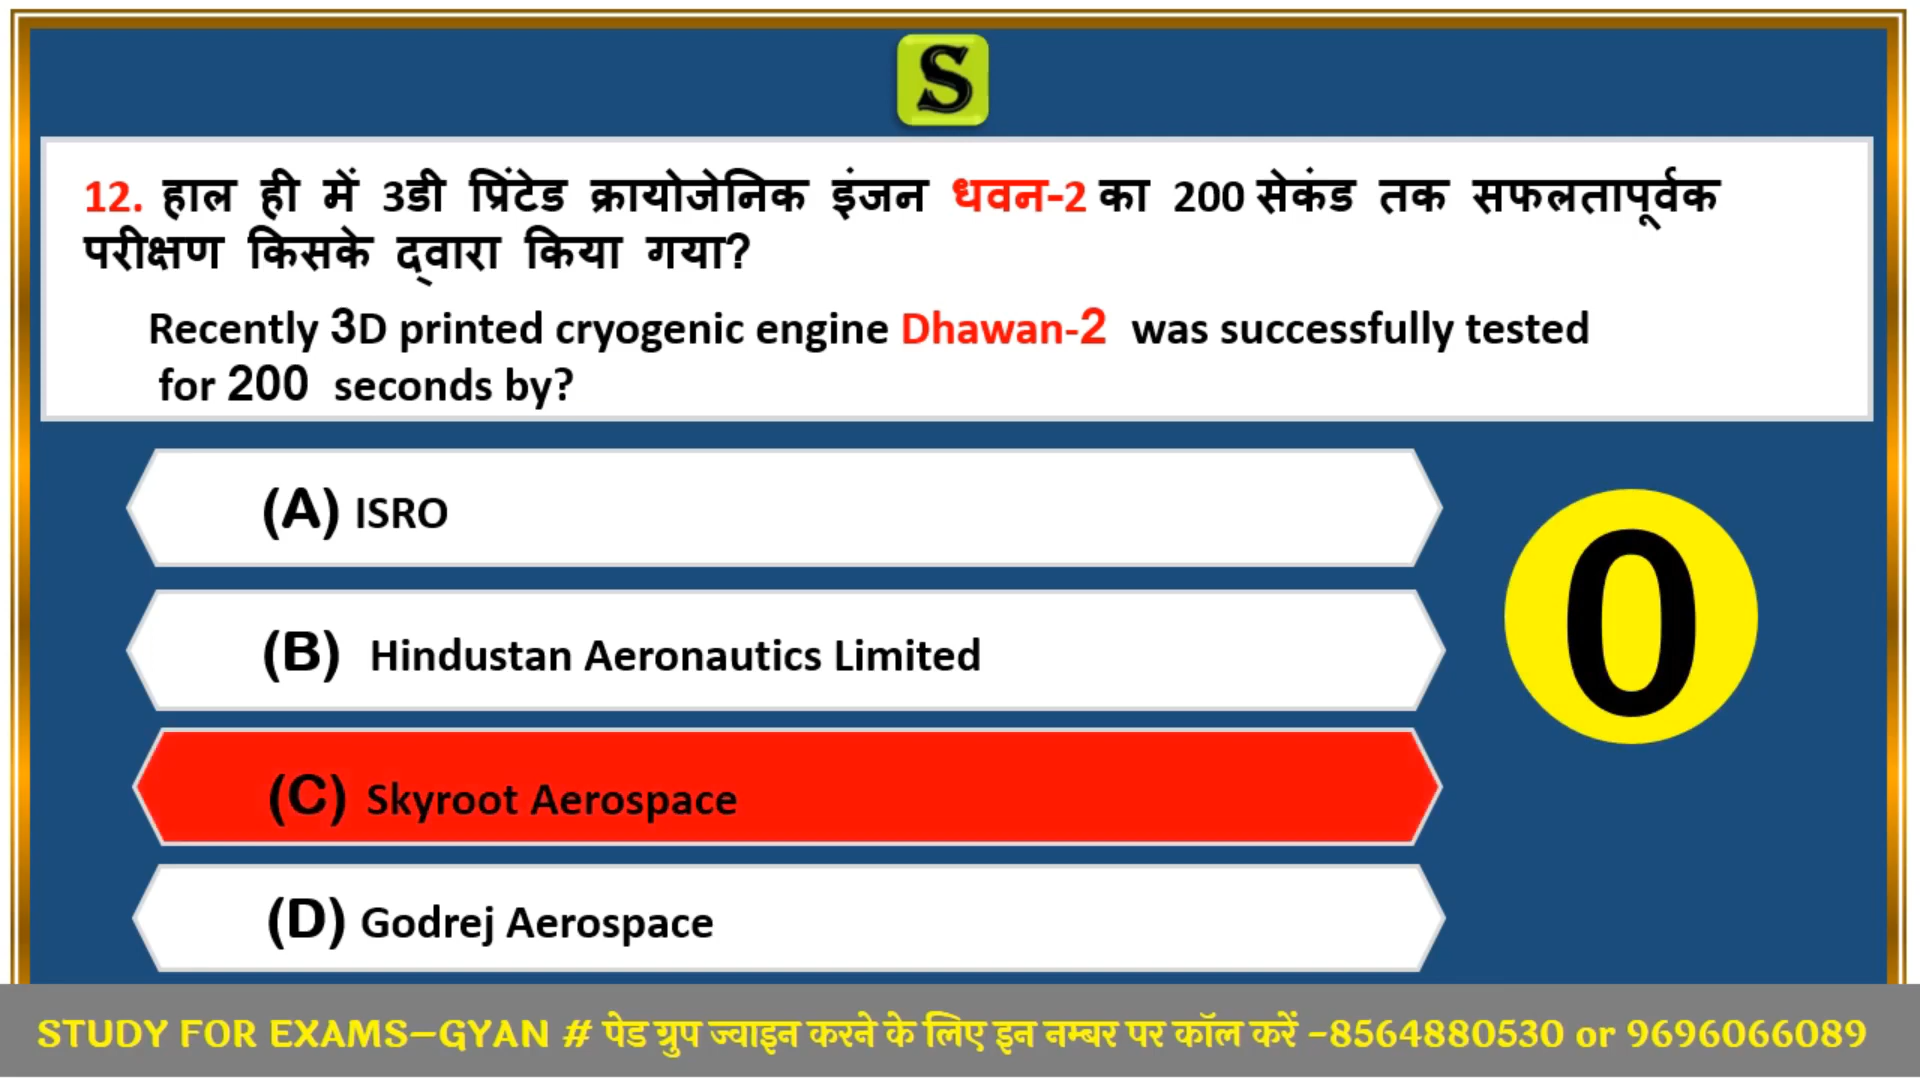 S
12. हाल ही में 3डी प्रिंटेड क्रायोजेनिक इंजन धवन-2 का 200 सेकंड तक सफलतापूर्वक
परीक्षण किसके द्वारा किया गया?
Recently 3D printed cryogenic engine Dhawan-2 was successfully tested
for 200 seconds by?
(A) ISRO
(B) Hindustan Aeronautics Limited
0
(C) Skyroot Aerospace
(D) Godrej Aerospace
STUDY FOR EXAMS–GYAN # पेड ग्रुप ज्वाइन करने के लिए इन नम्बर पर कॉल करें –8564880530 or 9696066089